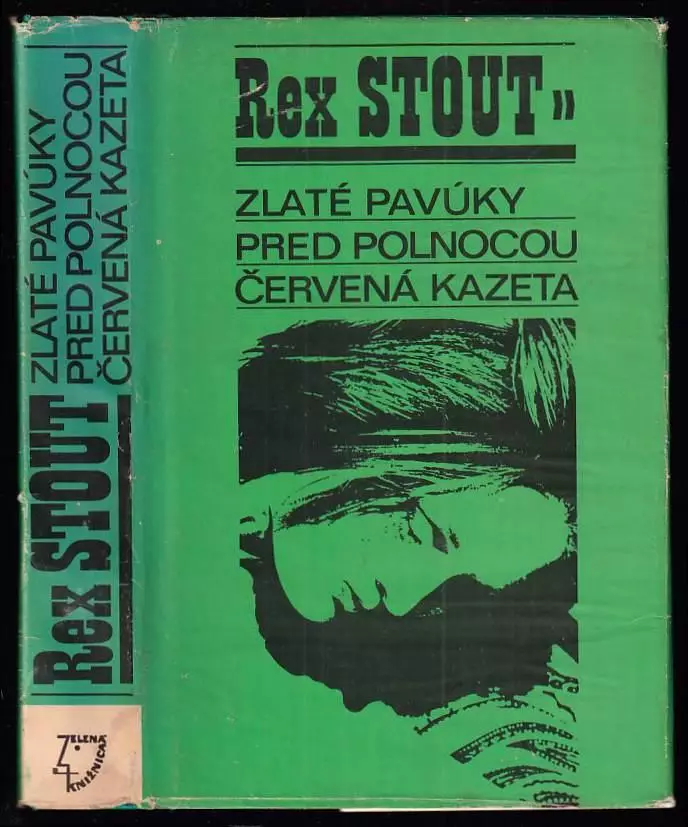 Rex STOUT »
ZLATÉ PAVÚKY
PRED POLNOCOU
ČERVENÁ KAZETA
Rex STOUT
ZLATÉ PAVÚKY
PRED POLNOCOU
ČERVENÁ KAZETA
ZELENÁ
KNIŽNICA